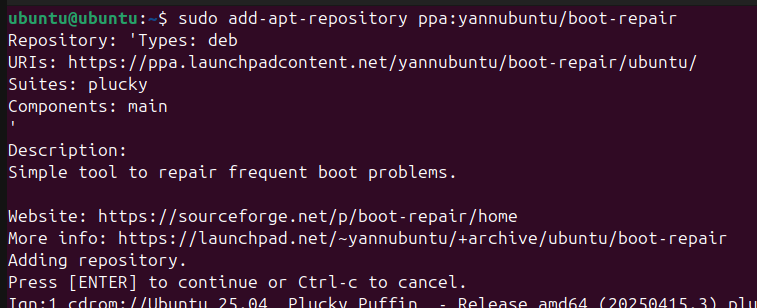 ubuntu@ubuntu:~$ sudo add-apt-repository ppa:yannubuntu/boot-repair
Repository: 'Types: deb
URIs: https://ppa.launchpadcontent.net/yannubuntu/boot-repair/ubuntu/
Suites: plucky
Components: main
'
Description:
Simple tool to repair frequent boot problems.
Website: https://sourceforge.net/p/boot-repair/home
More info: https://launchpad.net/~yannubuntu/+archive/ubuntu/boot-repair
Adding repository.
Press [ENTER] to continue or Ctrl-c to cancel.
Ign:1 cdrom://Ubuntu 25.04 _Plucky Puffin_ - Release amd64 (20250415.3) plu